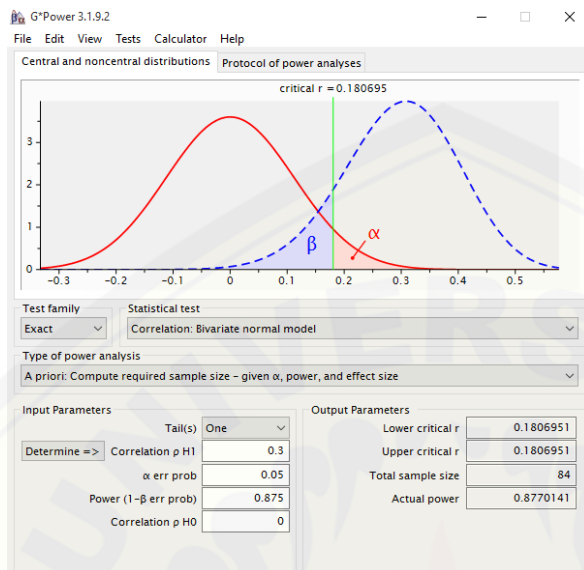 G*Power 3.1.9.2
File Edit View Tests Calculator Help
Central and noncentral distributions Protocol of power analyses
critical r = 0.180695
3
2
1
0
β
α
-0.3 -0.2 -0.1 0 0.1 0.2 0.3 0.4 0.5
Test family Statistical test
Exact Correlation: Bivariate normal model
Type of power analysis
A priori: Compute required sample size – given α, power, and effect size
Input Parameters Output Parameters
Tail(s) One Lower critical r 0.1806951
Determine => Correlation ρ H1 0.3 Upper critical r 0.1806951
α err prob 0.05 Total sample size 84
Power (1-β err prob) 0.875 Actual power 0.8770141
Correlation ρ H0 0